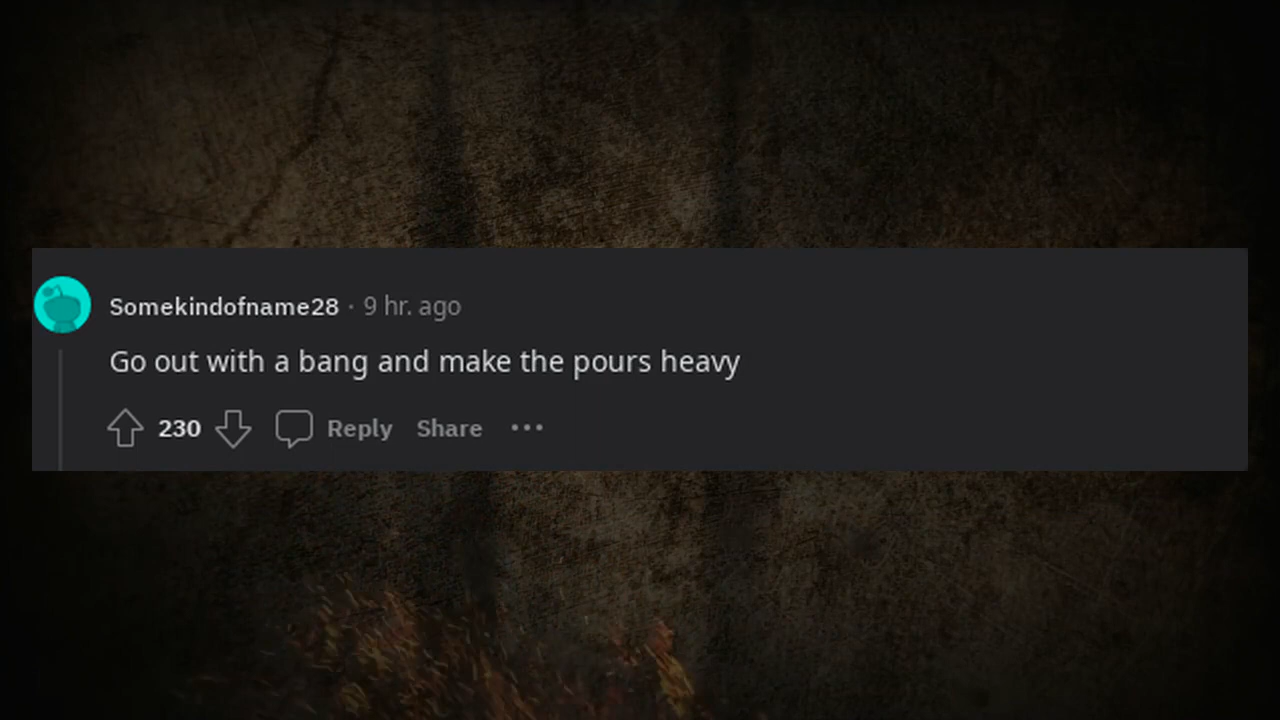 Somekindofname28 · 9 hr. ago
Go out with a bang and make the pours heavy
230 Reply Share ...